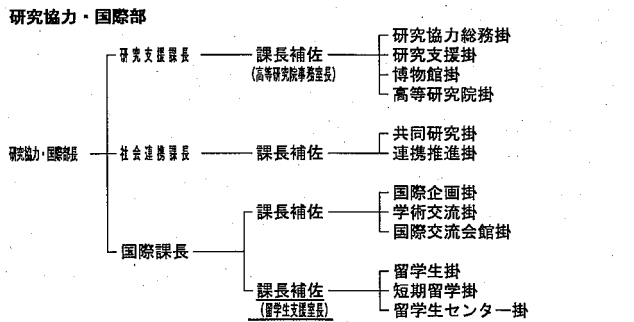 研究協力・国際部
研究協力・国際部長
研究支援課長
課長補佐
(高等研究院事務室長)
研究協力総務掛
研究支援掛
博物館掛
高等研究院掛
社会連携課長
課長補佐
共同研究掛
連携推進掛
国際課長
課長補佐
国際企画掛
学術交流掛
国際交流会館掛
課長補佐
(留学生支援室長)
留学生掛
短期留学掛
留学生センター掛